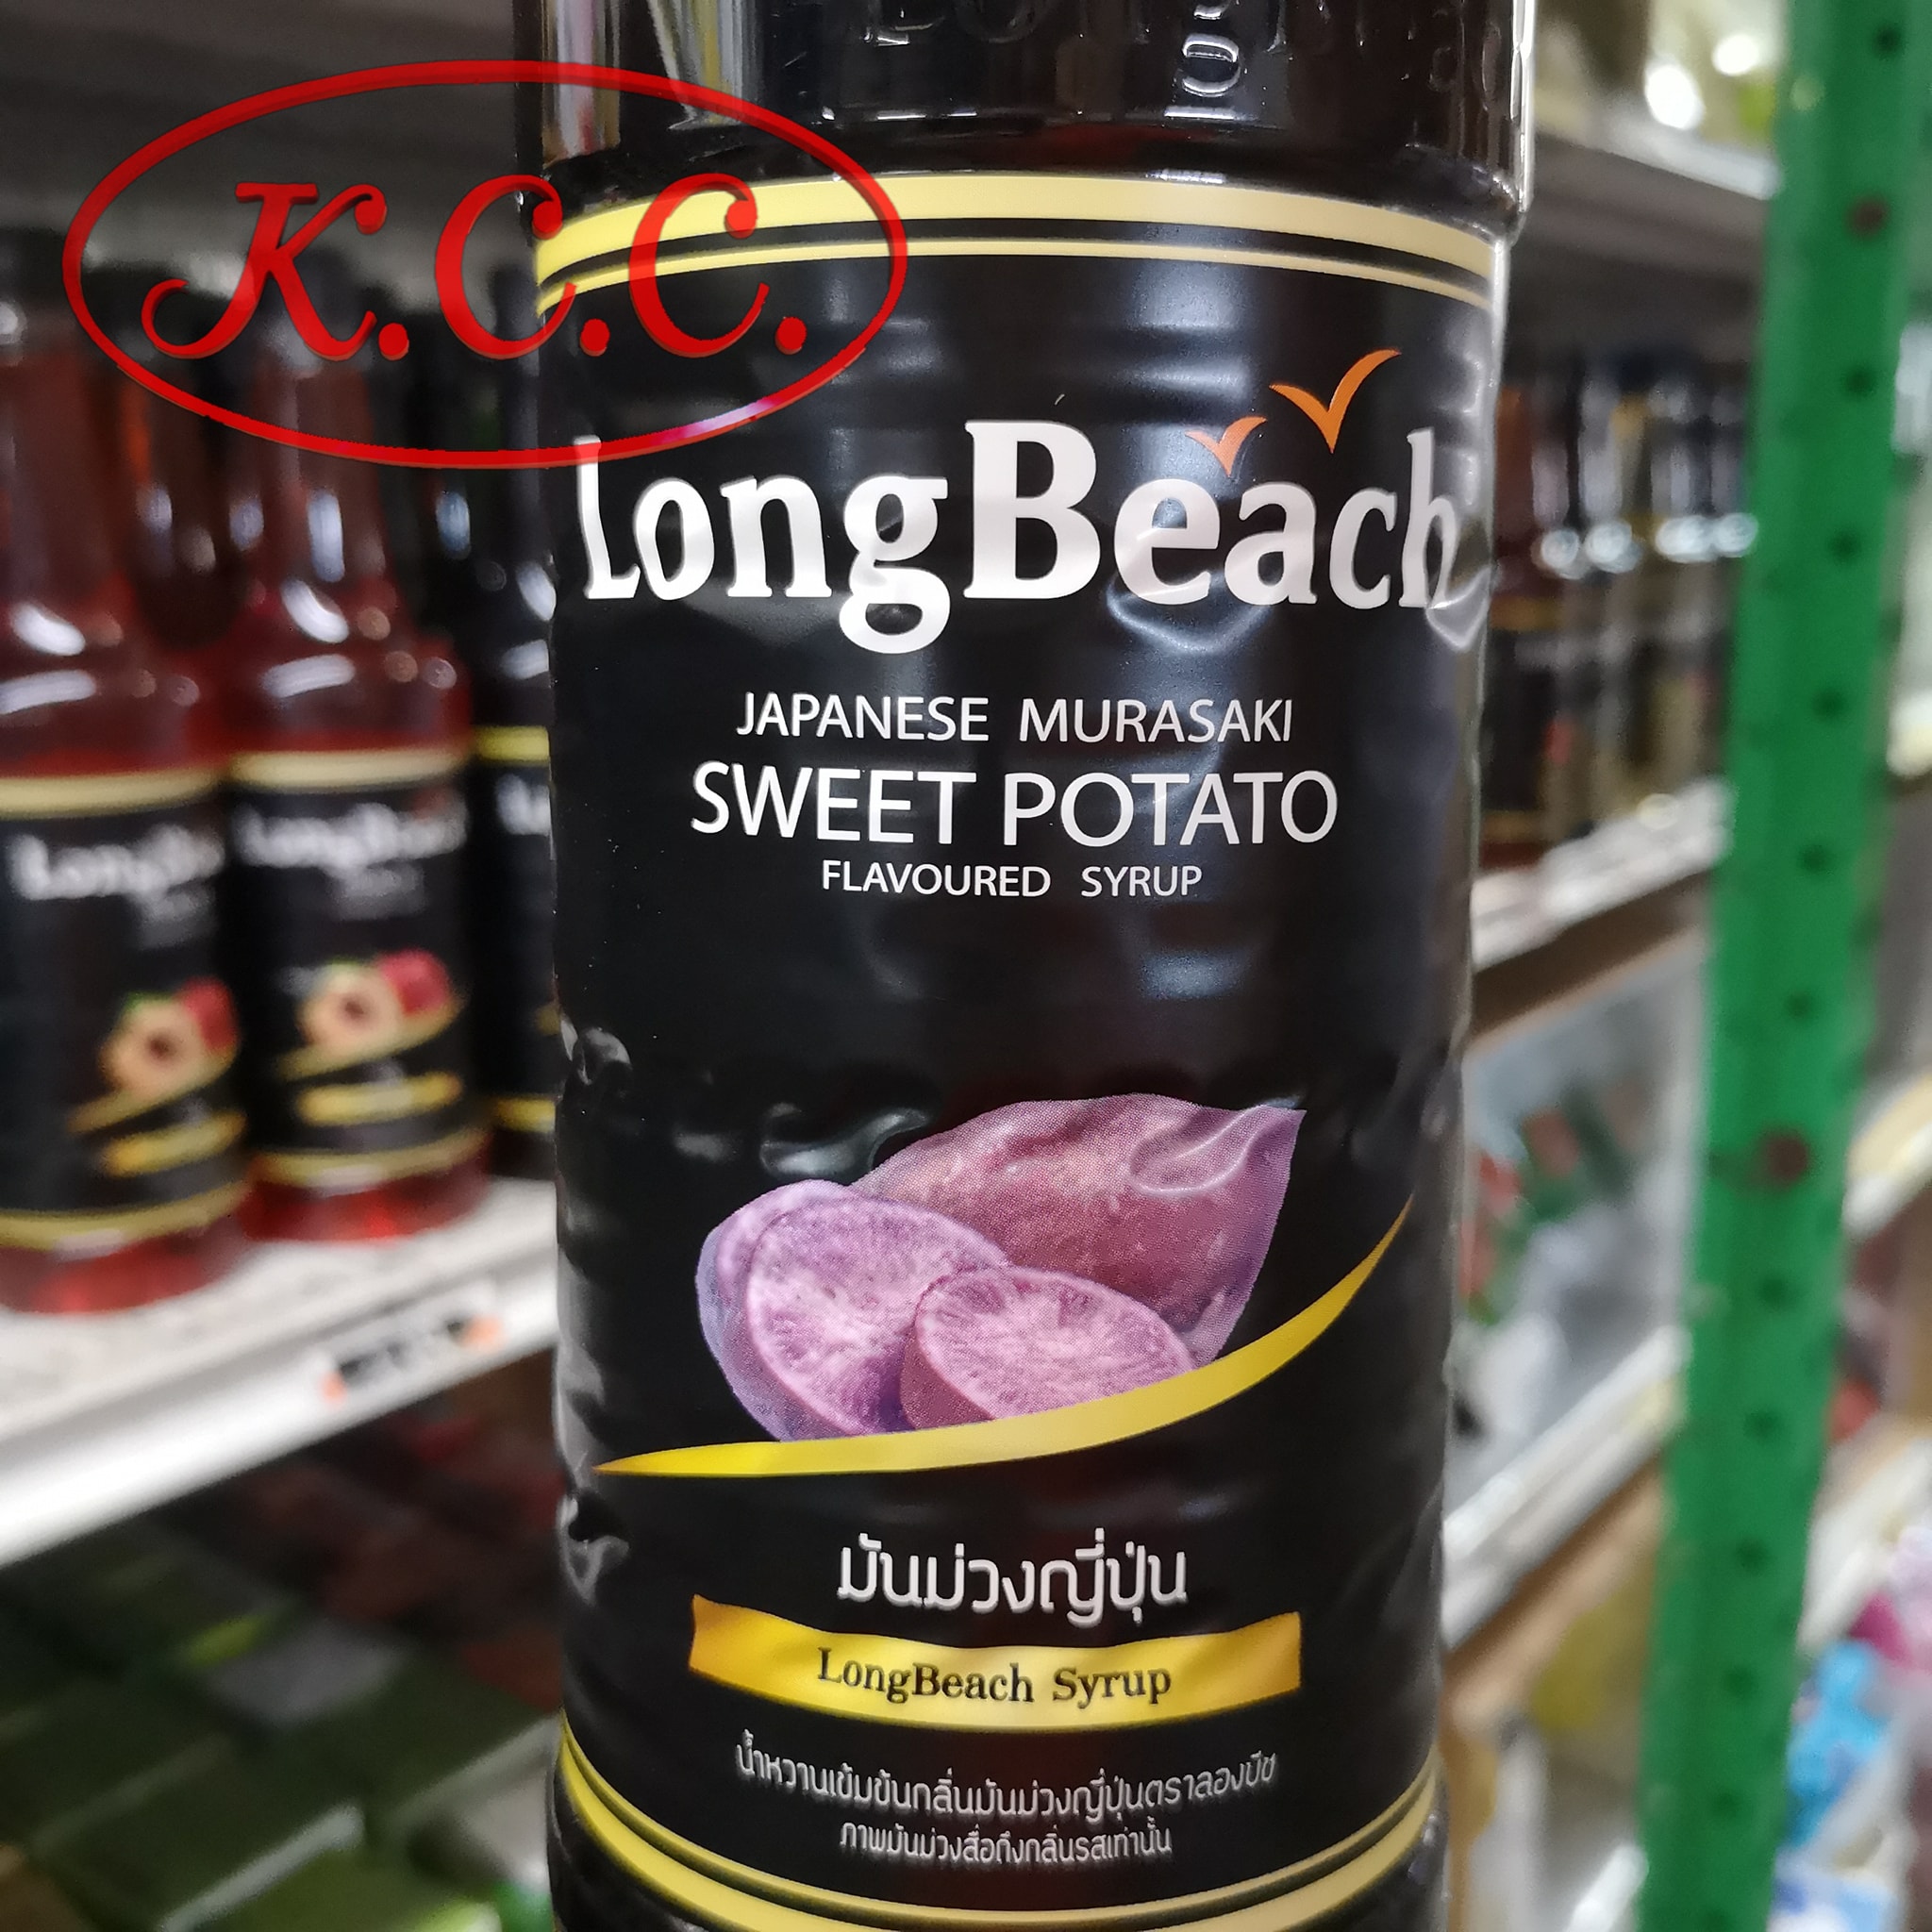 K.C.C.
LongBeach
JAPANESE MURASAKI
SWEET POTATO
FLAVOURED SYRUP
มันม่วงญี่ปุ่น
LongBeach Syrup
น้ำหวานเข้มข้นกลิ่นมันม่วงญี่ปุ่นตราลองบีช
ภาพมันม่วงสื่อถึงกลิ่นรสเท่านั้น
LongBeach